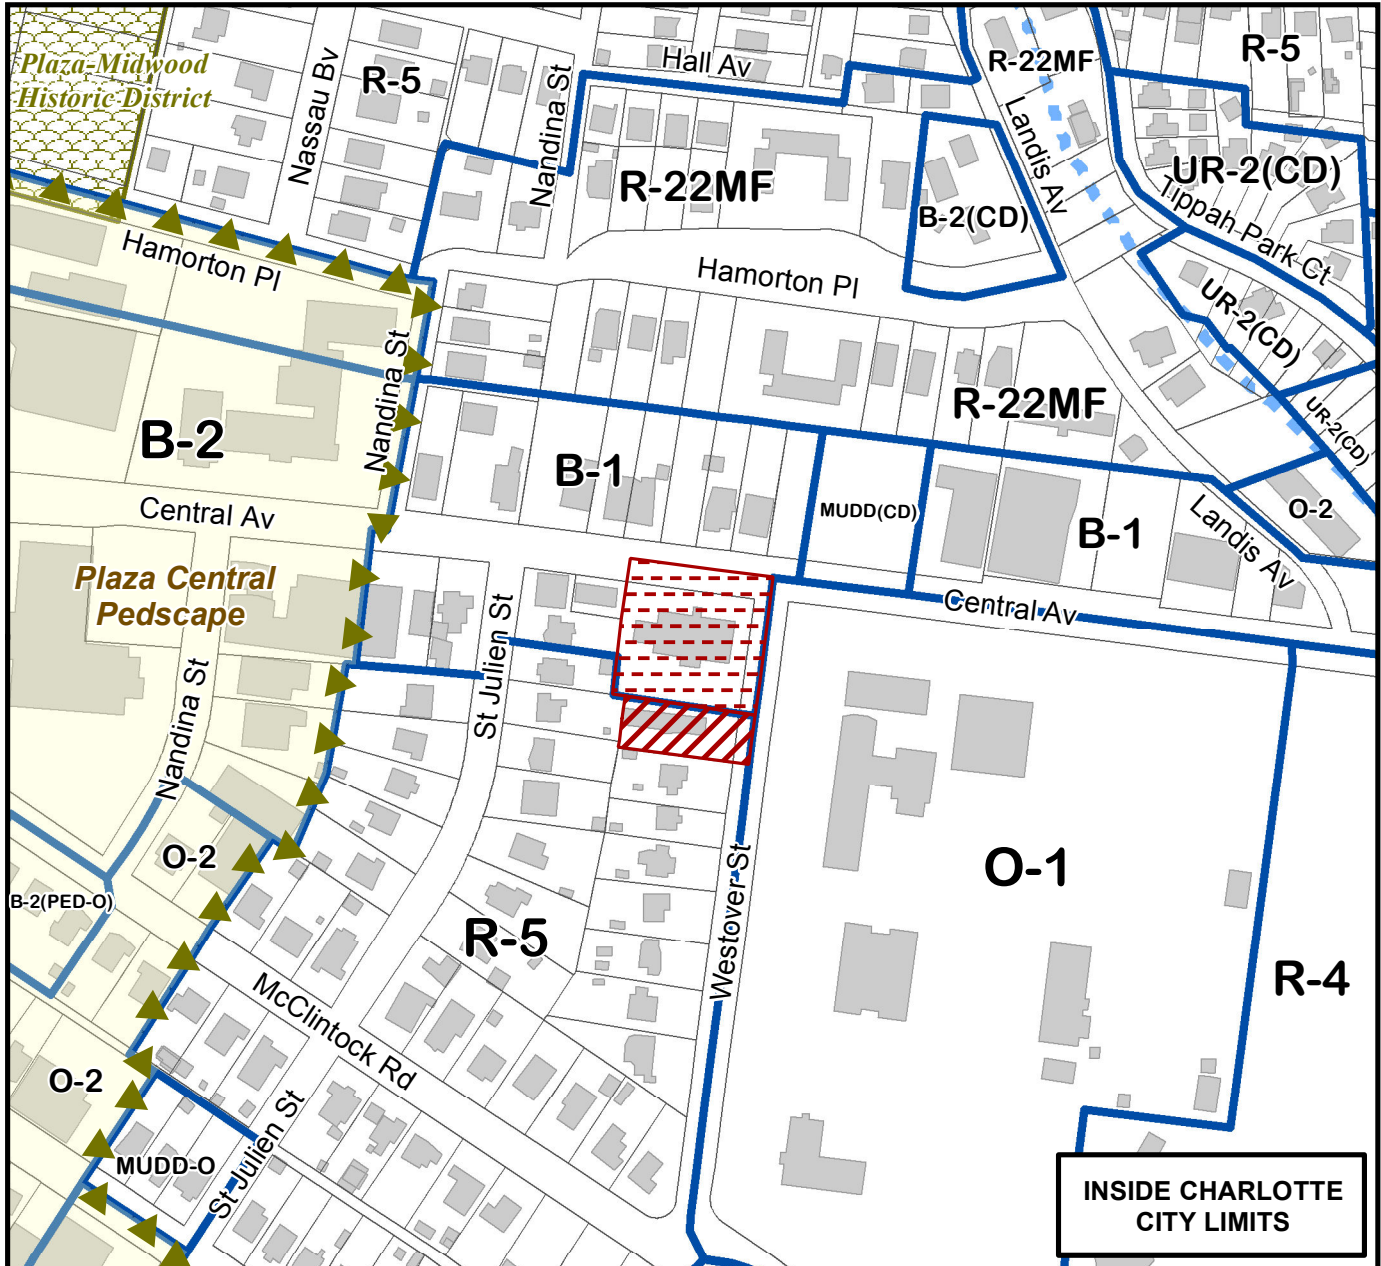 Plaza-Midwood
Historic District
Nassau Bv
R-5
Nandina St
Hall Av
R-22MF
R-5
Landis Av
UR-2(CD)
Tippah Park Ct
R-22MF
B-2(CD)
Hamorton Pl
Hamorton Pl
UR-2(CD)
Nandina St
B-2
R-22MF
UR-2(CD)
B-1
MUDD(CD)
B-1
Landis Av
O-2
Central Av
Plaza Central
Pedscape
St Julien St
Central Av
Nandina St
O-2
B-2(PED-O)
O-1
Westover St
R-5
R-4
McClintock Rd
O-2
MUDD-O
St Julien St
INSIDE CHARLOTTE
CITY LIMITS